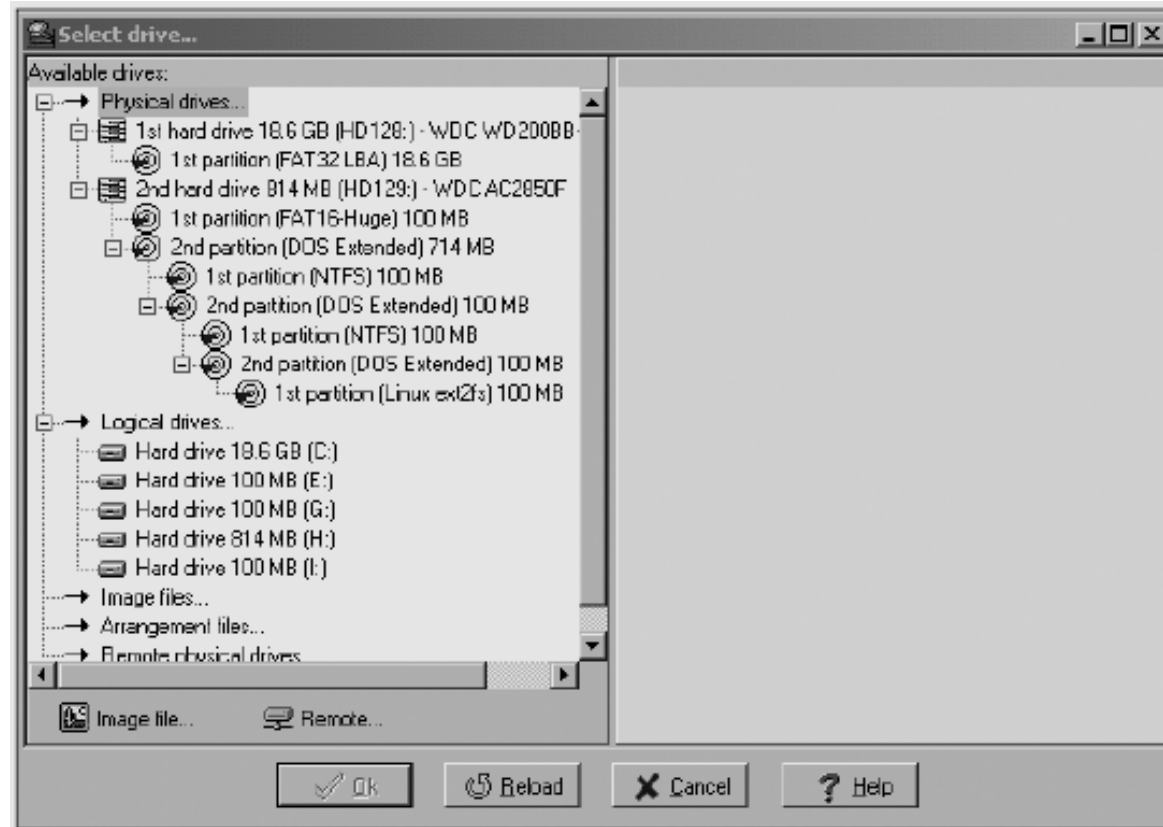 Select drive...
Available drives:
Physical drives...
1st hard drive 18.6 GB (HD128:) - WDC WD200BB-
1st partition (FAT32 LBA) 18.6 GB
2nd hard drive 814 MB (HD129:) - WDC AC2850F
1st partition (FAT16-Huge) 100 MB
2nd partition (DOS Extended) 714 MB
1st partition (NTFS) 100 MB
2nd partition (DOS Extended) 100 MB
1st partition (NTFS) 100 MB
2nd partition (DOS Extended) 100 MB
1st partition (Linux ext2fs) 100 MB
Logical drives...
Hard drive 18.6 GB (C:)
Hard drive 100 MB (E:)
Hard drive 100 MB (G:)
Hard drive 814 MB (H:)
Hard drive 100 MB (I:)
Image files...
Arrangement files...
Remote physical drives
Image file... Remote...
Ok Reload Cancel Help